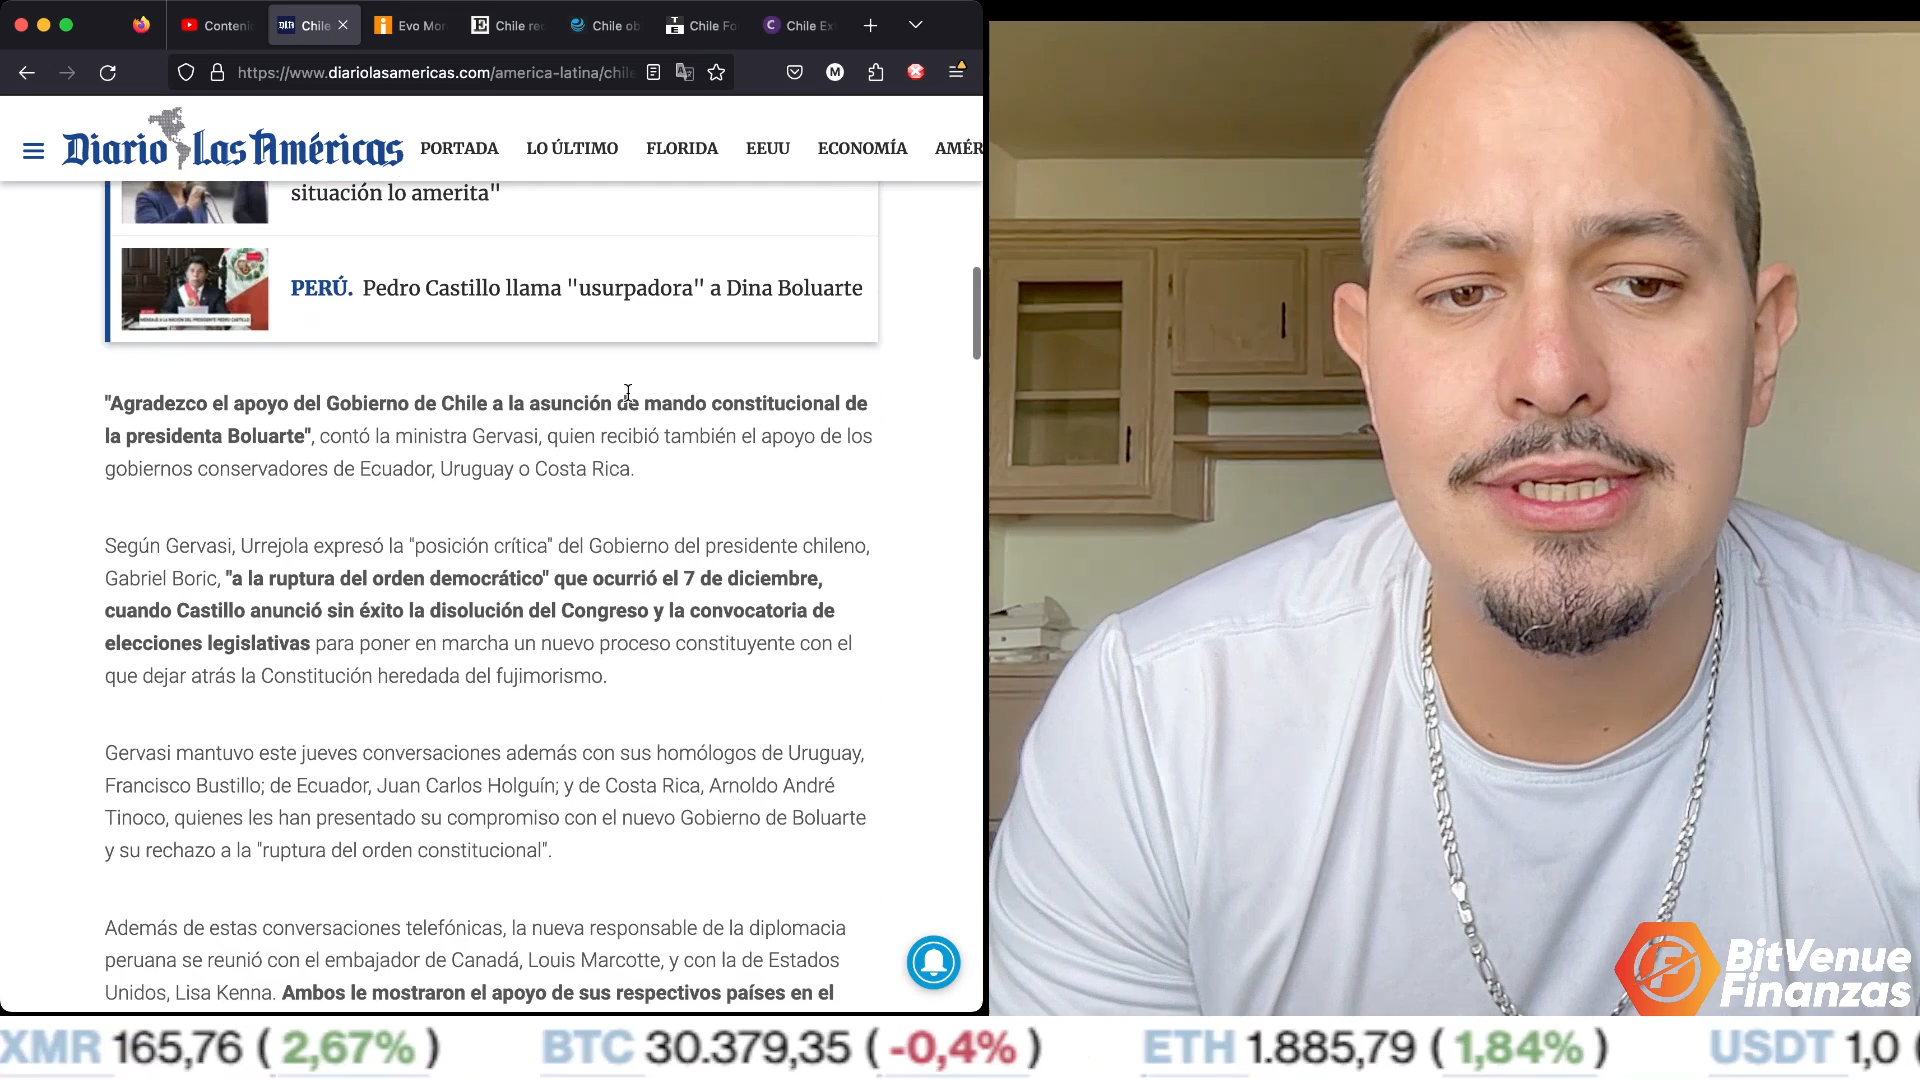 Conteni
Chile
Evo Mor
Chile rec
Chile ob
Chile Fo
Chile Ex
https://www.diariolasamericas.com/america-latina/chile
Diario Las Américas
PORTADA LO ÚLTIMO FLORIDA EEUU ECONOMÍA AMÉR
situación lo amerita"
PERÚ. Pedro Castillo llama "usurpadora" a Dina Boluarte
"Agradezco el apoyo del Gobierno de Chile a la asunción de mando constitucional de
la presidenta Boluarte", contó la ministra Gervasi, quien recibió también el apoyo de los
gobiernos conservadores de Ecuador, Uruguay o Costa Rica.
Según Gervasi, Urrejola expresó la "posición crítica" del Gobierno del presidente chileno,
Gabriel Boric, "a la ruptura del orden democrático" que ocurrió el 7 de diciembre,
cuando Castillo anunció sin éxito la disolución del Congreso y la convocatoria de
elecciones legislativas para poner en marcha un nuevo proceso constituyente con el
que dejar atrás la Constitución heredada del fujimorismo.
Gervasi mantuvo este jueves conversaciones además con sus homólogos de Uruguay,
Francisco Bustillo; de Ecuador, Juan Carlos Holguín; y de Costa Rica, Arnoldo André
Tinoco, quienes les han presentado su compromiso con el nuevo Gobierno de Boluarte
y su rechazo a la "ruptura del orden constitucional".
Además de estas conversaciones telefónicas, la nueva responsable de la diplomacia
peruana se reunió con el embajador de Canadá, Louis Marcotte, y con la de Estados
Unidos, Lisa Kenna. Ambos le mostraron el apoyo de sus respectivos países en el
BitVenue
Finanzas
XMR 165,76 ( 2,67% ) BTC 30.379,35 ( -0,4% ) ETH 1.885,79 ( 1,84% ) USDT 1,0 (